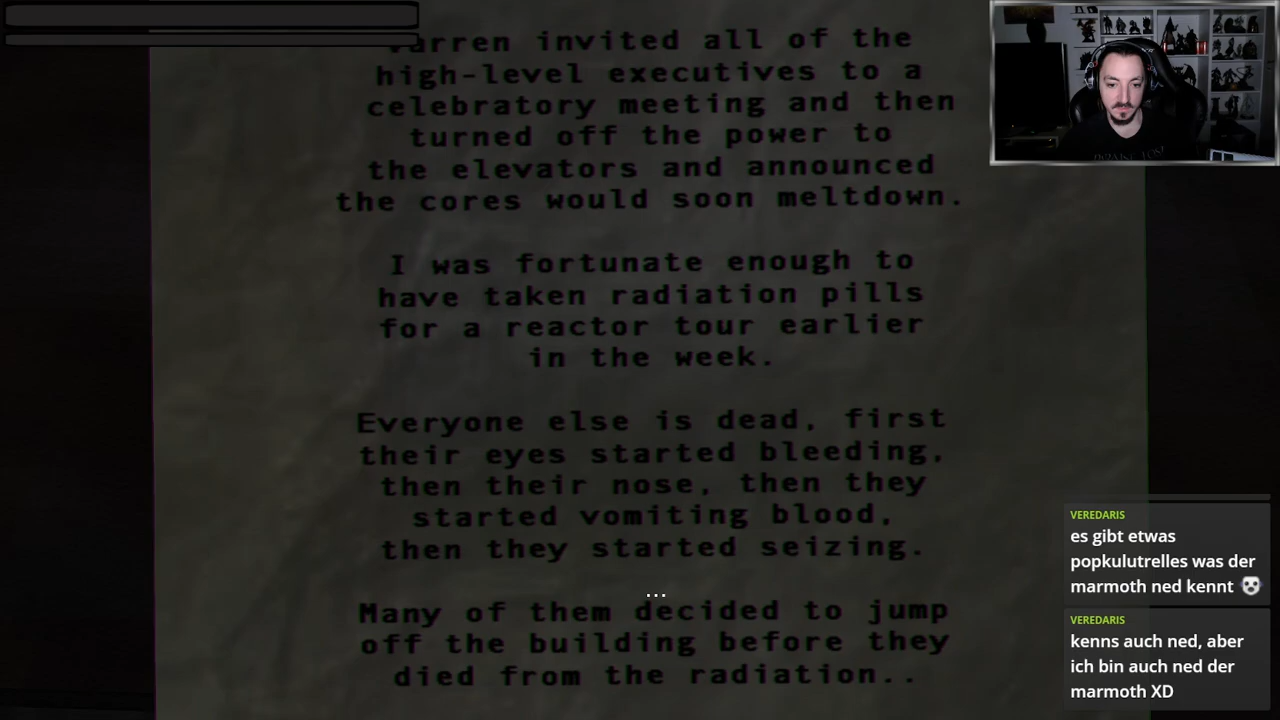 Warren invited all of the
high-level executives to a
celebratory meeting and then
turned off the power to
the elevators and announced
the cores would soon meltdown.
I was fortunate enough to
have taken radiation pills
for a reactor tour earlier
in the week.
Everyone else is dead, first
their eyes started bleeding,
then their nose, then they
started vomiting blood,
then they started seizing.
...
Many of them decided to jump
off the building before they
died from the radiation..
VEREDARIS
es gibt etwas
popkulutrelles was der
marmoth ned kennt
VEREDARIS
kenns auch ned, aber
ich bin auch ned der
marmoth XD